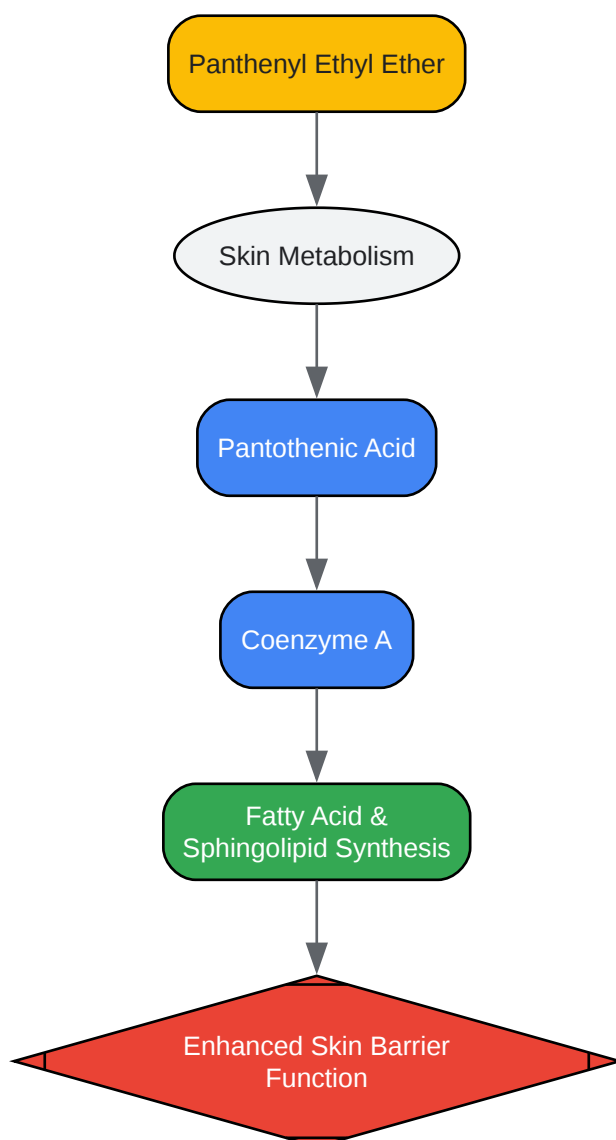 Panthenyl Ethyl Ether
Skin Metabolism
Pantothenic Acid
Coenzyme A
Fatty Acid &
Sphingolipid Synthesis
Enhanced Skin Barrier
Function